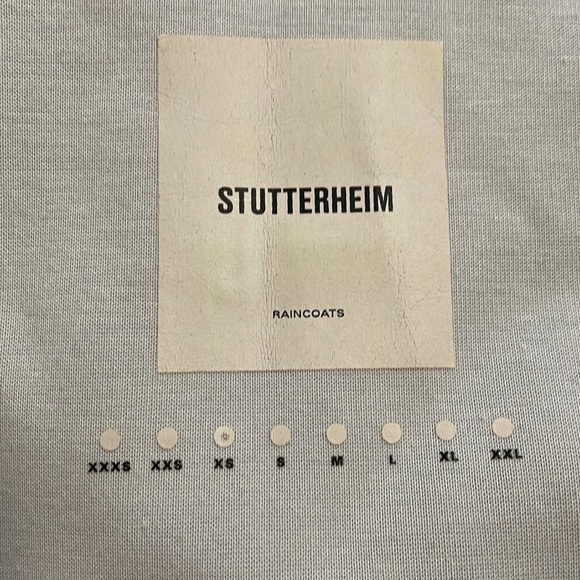 STUTTERHEIM
RAINCOATS
XXXS XXS XS S M L XL XXL